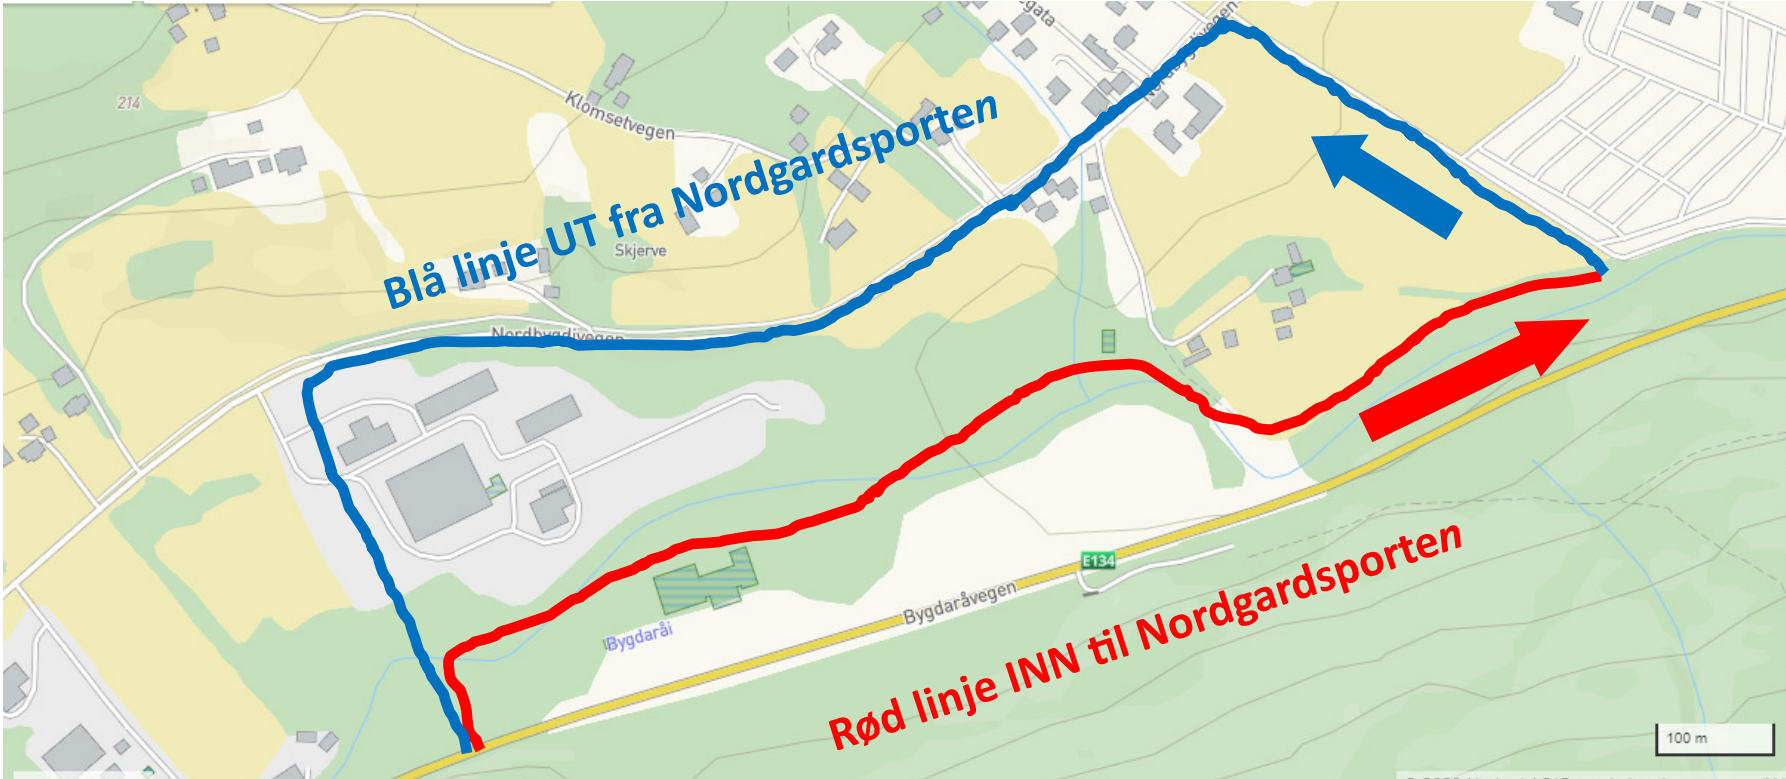 214
Klomsetvegen
Blå linje UT fra Nordgardsporten
Skjerve
Nordbygdivegen
E134
Bygdaråvegen
Bygdaråi
Rød linje INN til Nordgardsporten
100 m